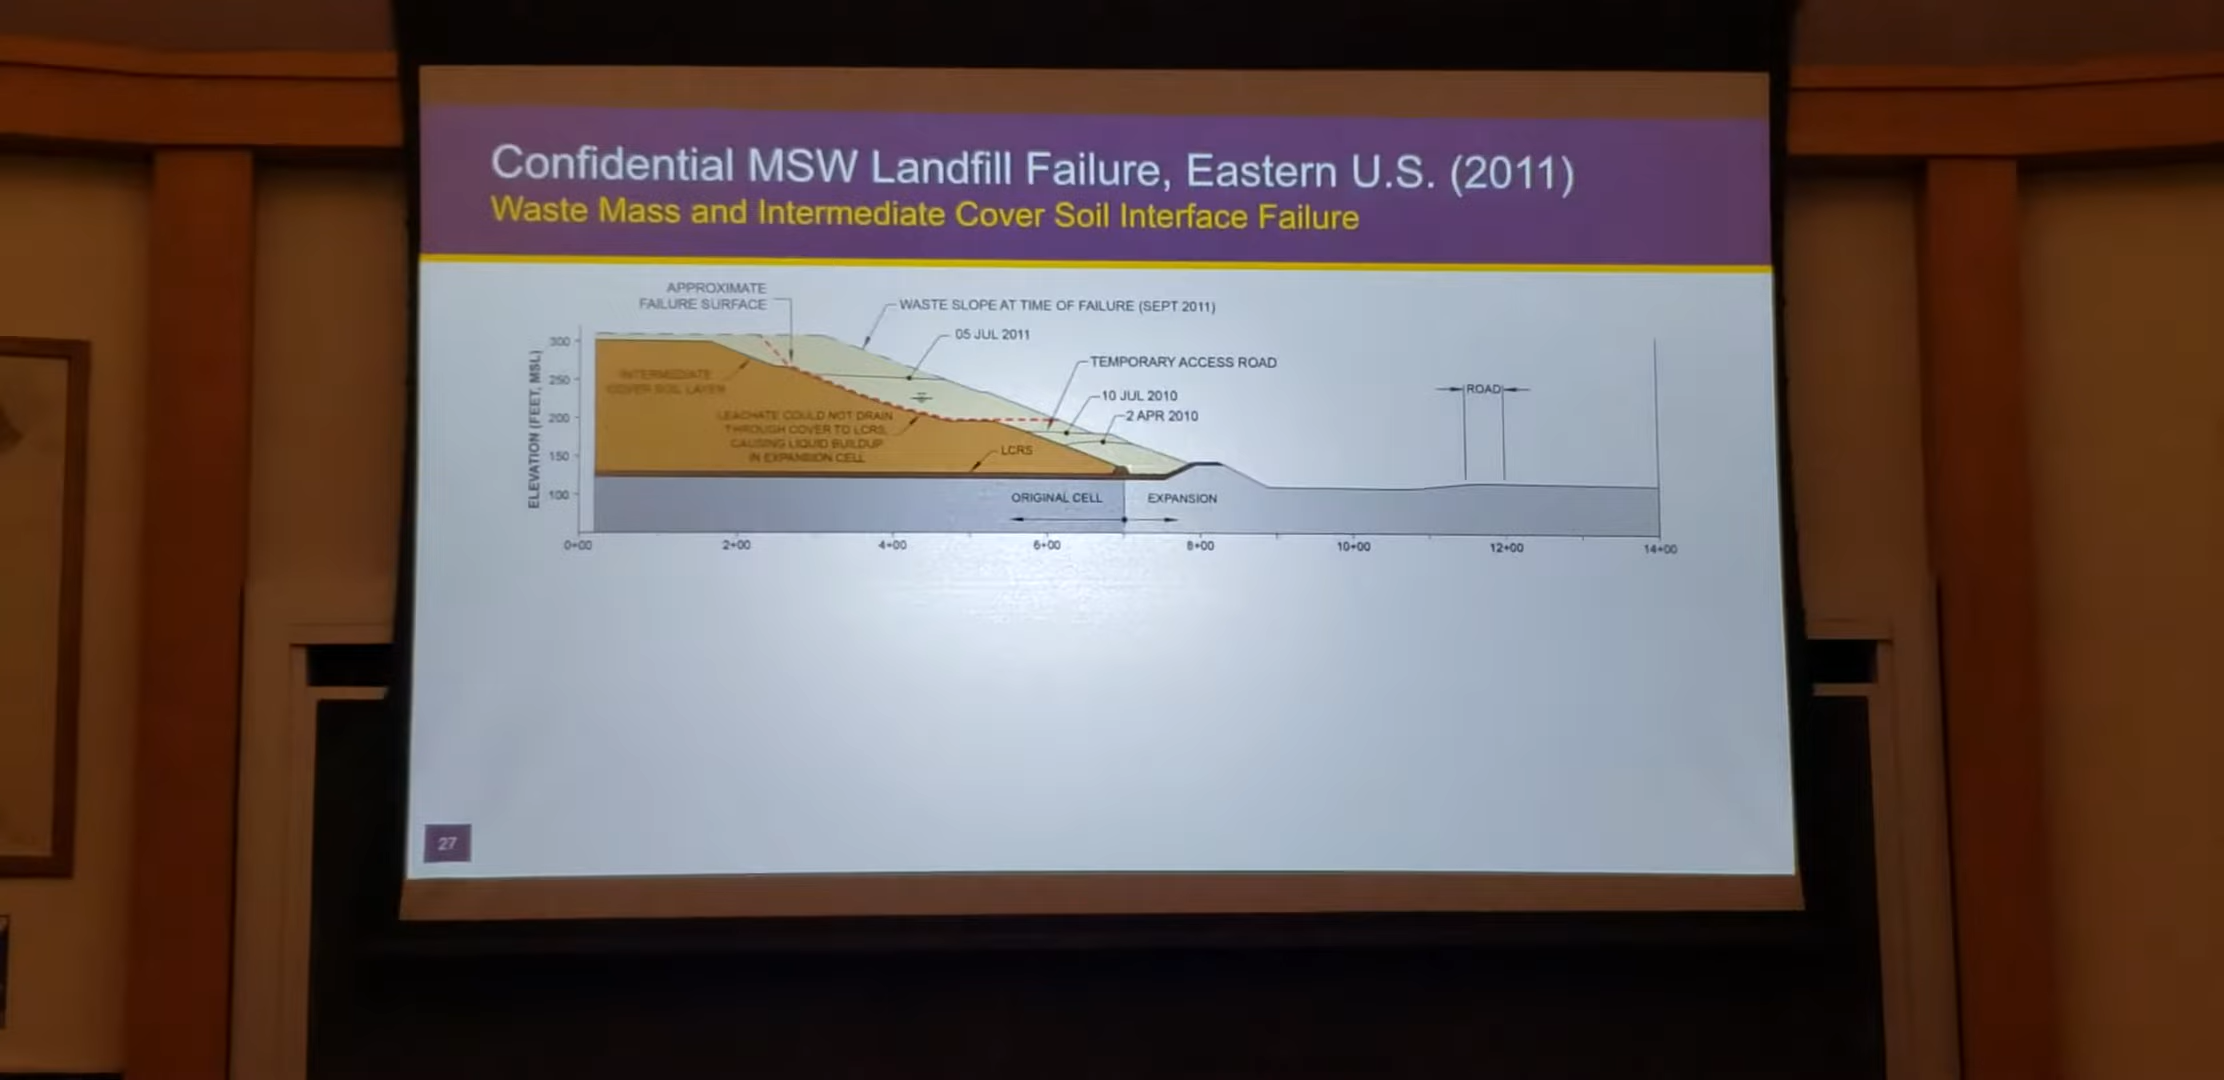 Confidential MSW Landfill Failure, Eastern U.S. (2011)
Waste Mass and Intermediate Cover Soil Interface Failure
APPROXIMATE
FAILURE SURFACE
WASTE SLOPE AT TIME OF FAILURE (SEPT 2011)
05 JUL 2011
TEMPORARY ACCESS ROAD
10 JUL 2010
2 APR 2010
ROAD
ELEVATION (FEET, MSL)
300
250
200
150
100
INTERMEDIATE
COVER SOIL LAYER
LEACHATE COULD NOT DRAIN
THROUGH COVER TO LCRS,
CAUSING LIQUID BUILDUP
IN EXPANSION CELL
LCRS
ORIGINAL CELL
EXPANSION
0+00 2+00 4+00 6+00 8+00 10+00 12+00 14+00
27